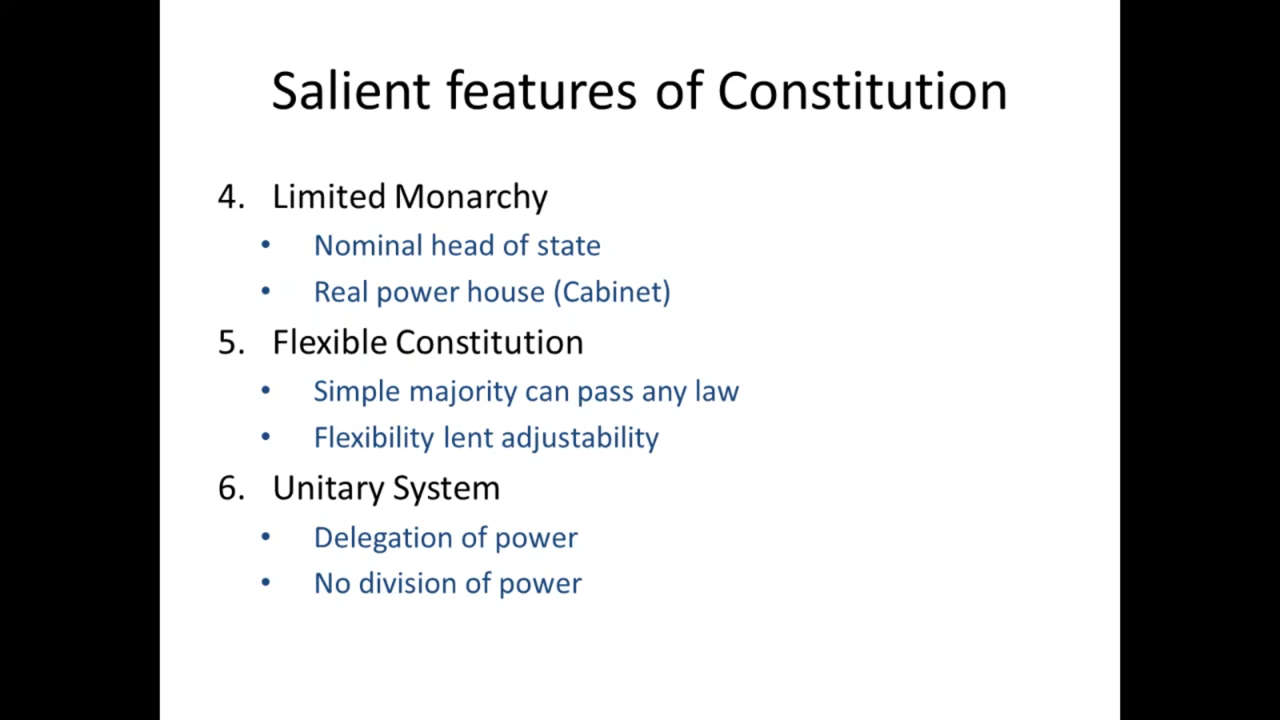 Salient features of Constitution
4. Limited Monarchy
• Nominal head of state
• Real power house (Cabinet)
5. Flexible Constitution
• Simple majority can pass any law
• Flexibility lent adjustability
6. Unitary System
• Delegation of power
• No division of power